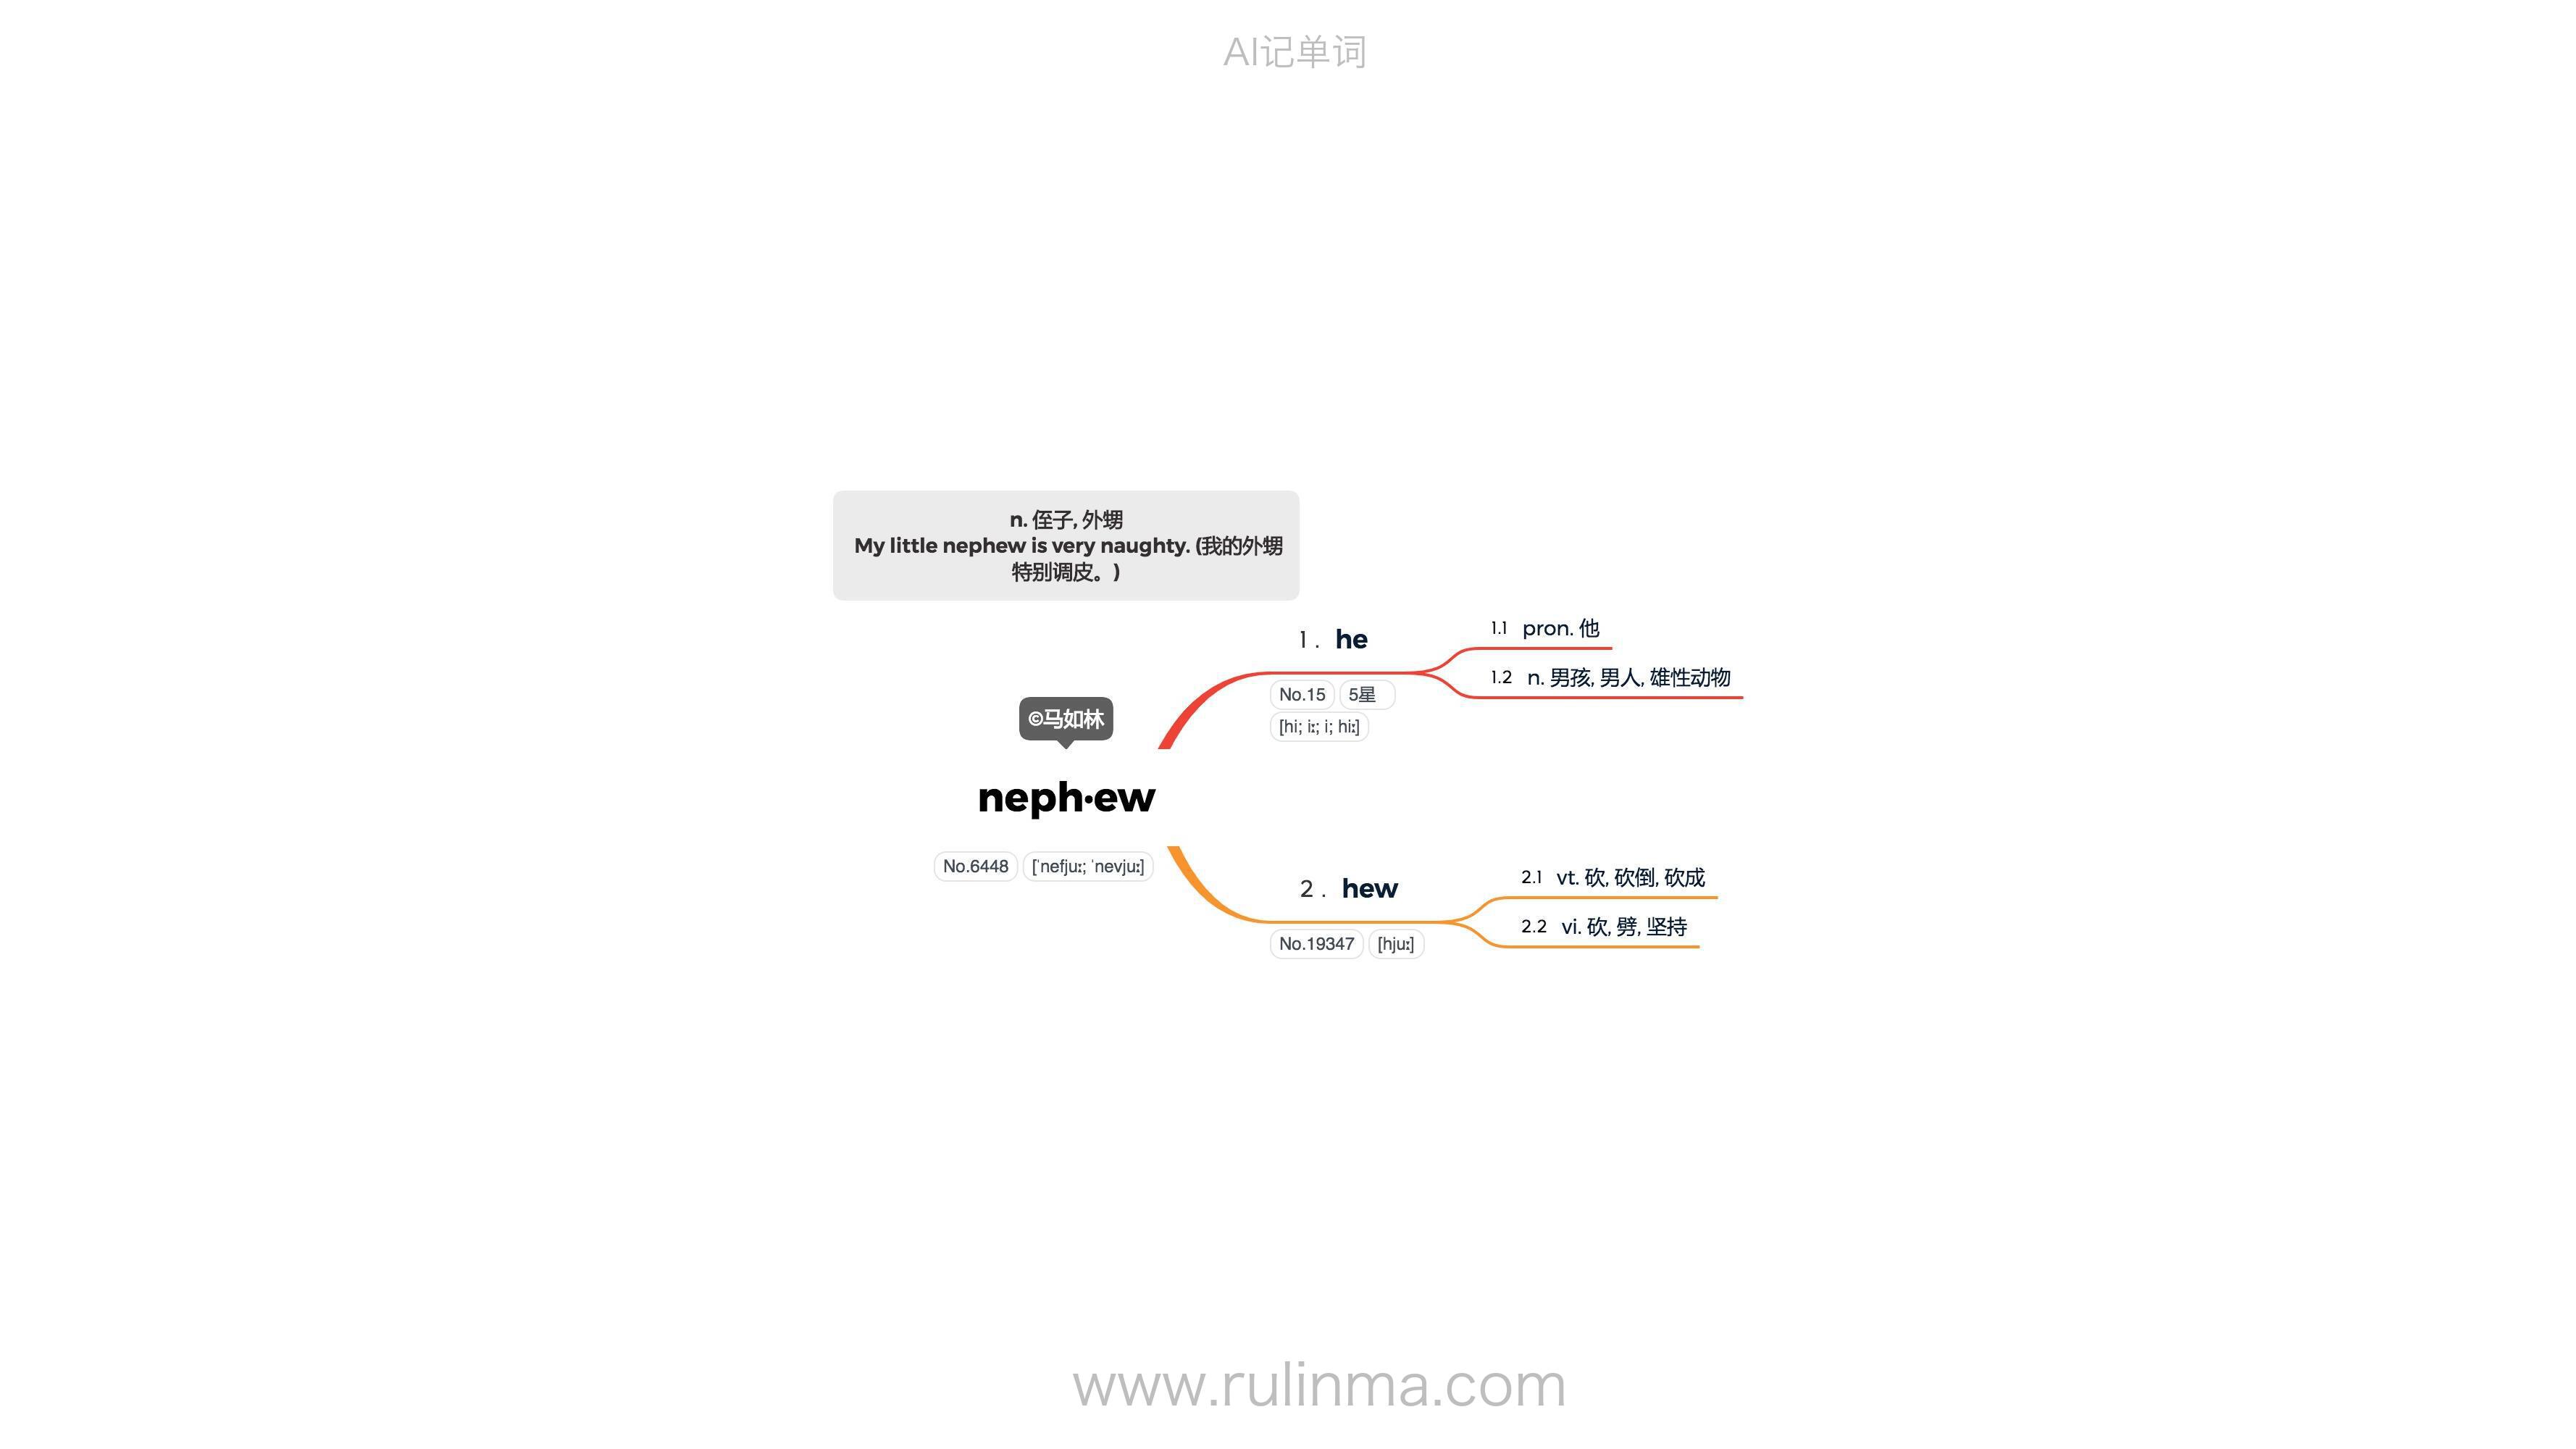 AI记单词
n. 侄子, 外甥
My little nephew is very naughty. (我的外甥
特别调皮。)
©马如林
neph·ew
No.6448 [ˈnefjuː; ˈnevjuː]
1. he
No.15 5星
[hi; iː; i; hiː]
1.1 pron. 他
1.2 n. 男孩, 男人, 雄性动物
2. hew
No.19347 [hjuː]
2.1 vt. 砍, 砍倒, 砍成
2.2 vi. 砍, 劈, 坚持
www.rulinma.com